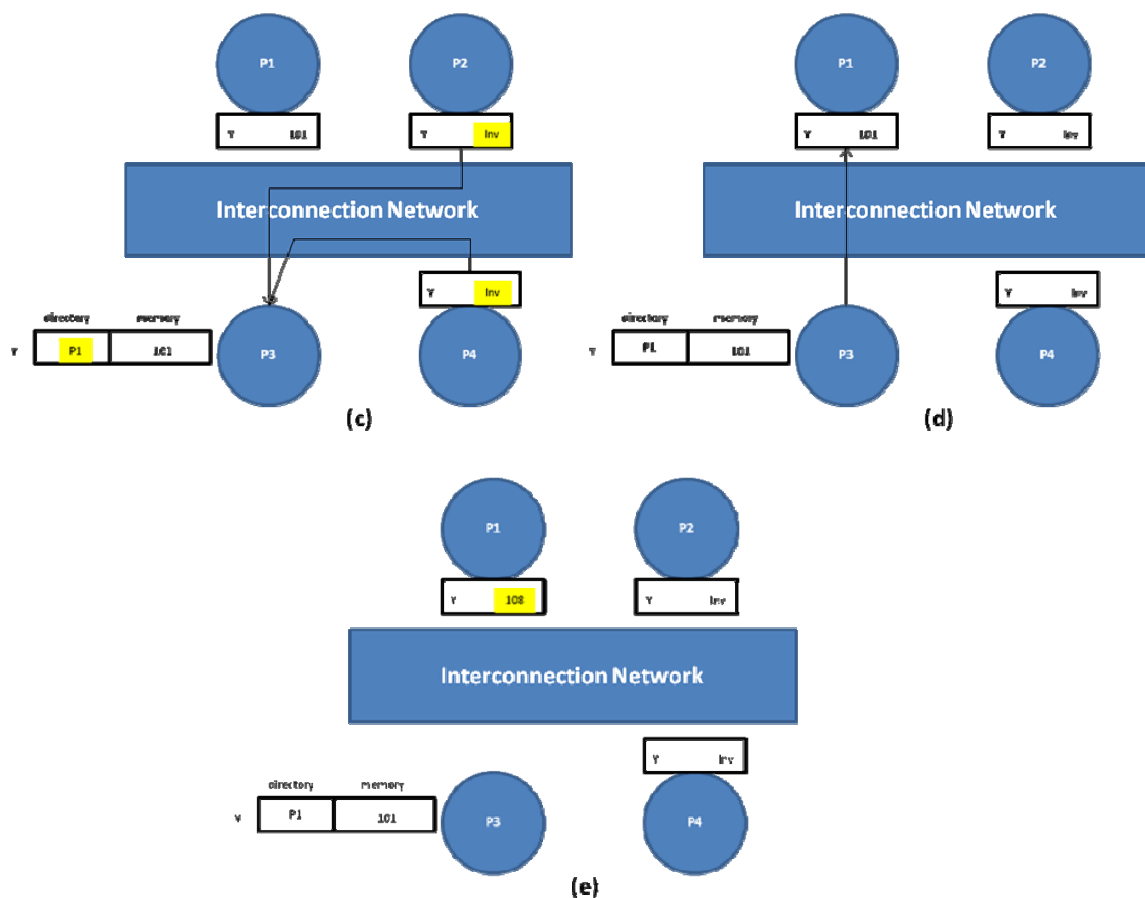 P1 P2
Y 101 Y Inv
Interconnection Network
Y Inv
directory memory
Y P1 101 P3 P4
(c)
P1 P2
Y 101 Y Inv
Interconnection Network
Y Inv
directory memory
Y P1 101 P3 P4
(d)
P1 P2
Y 108 Y Inv
Interconnection Network
Y Inv
directory memory
Y P1 101 P3 P4
(e)